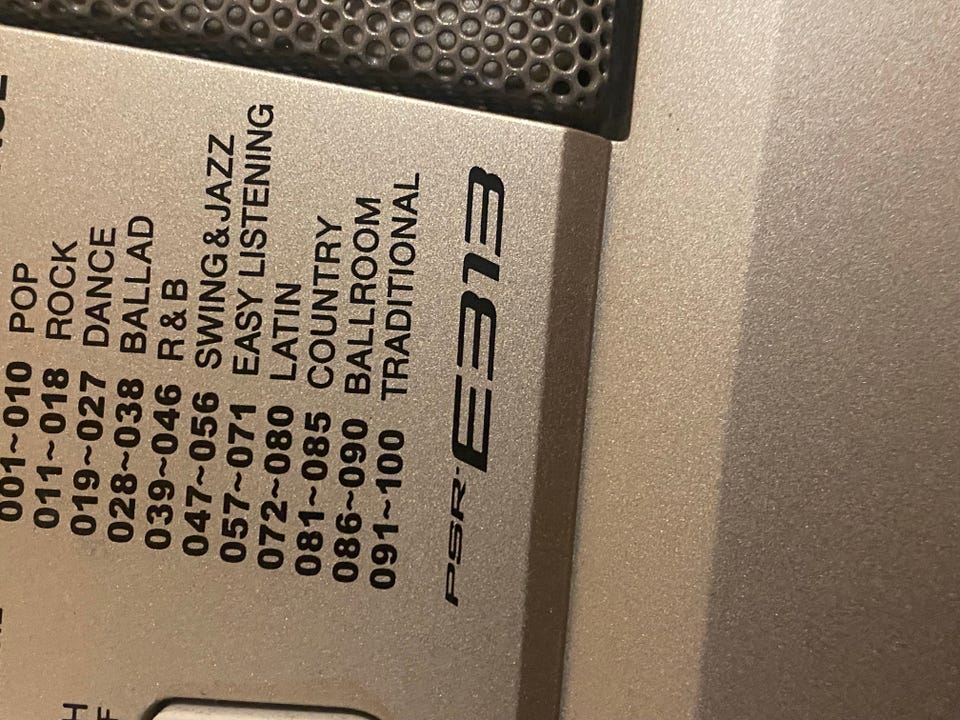 001~010 POP
011~018 ROCK
019~027 DANCE
028~038 BALLAD
039~046 R & B
047~056 SWING&JAZZ
057~071 EASY LISTENING
072~080 LATIN
081~085 COUNTRY
086~090 BALLROOM
091~100 TRADITIONAL
PSR-E313